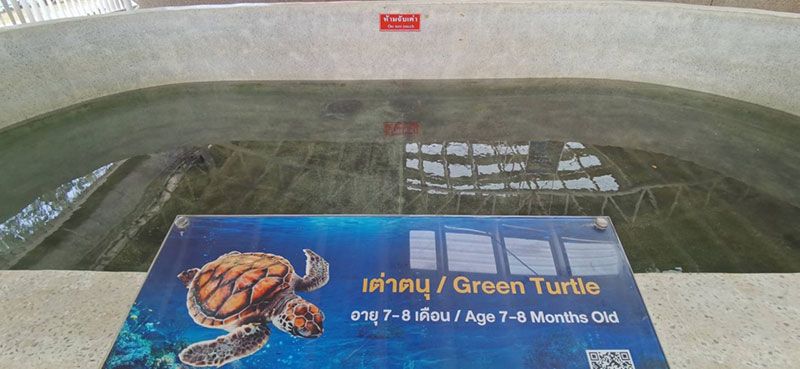 ห้ามจับเต่า
Do not touch
เต่าตนุ / Green Turtle
อายุ 7-8 เดือน / Age 7-8 Months Old